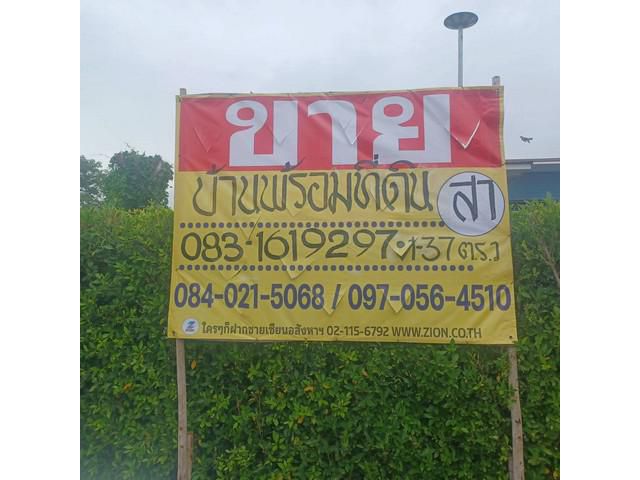 ขาย
บ้านพร้อมที่ดิน สา
083-1619297·1-37 ต.ร.ว
084-021-5068 / 097-056-4510
ใครๆก็ฝากขายเซียนอสังหาฯ 02-115-6792 WWW.ZION.CO.TH